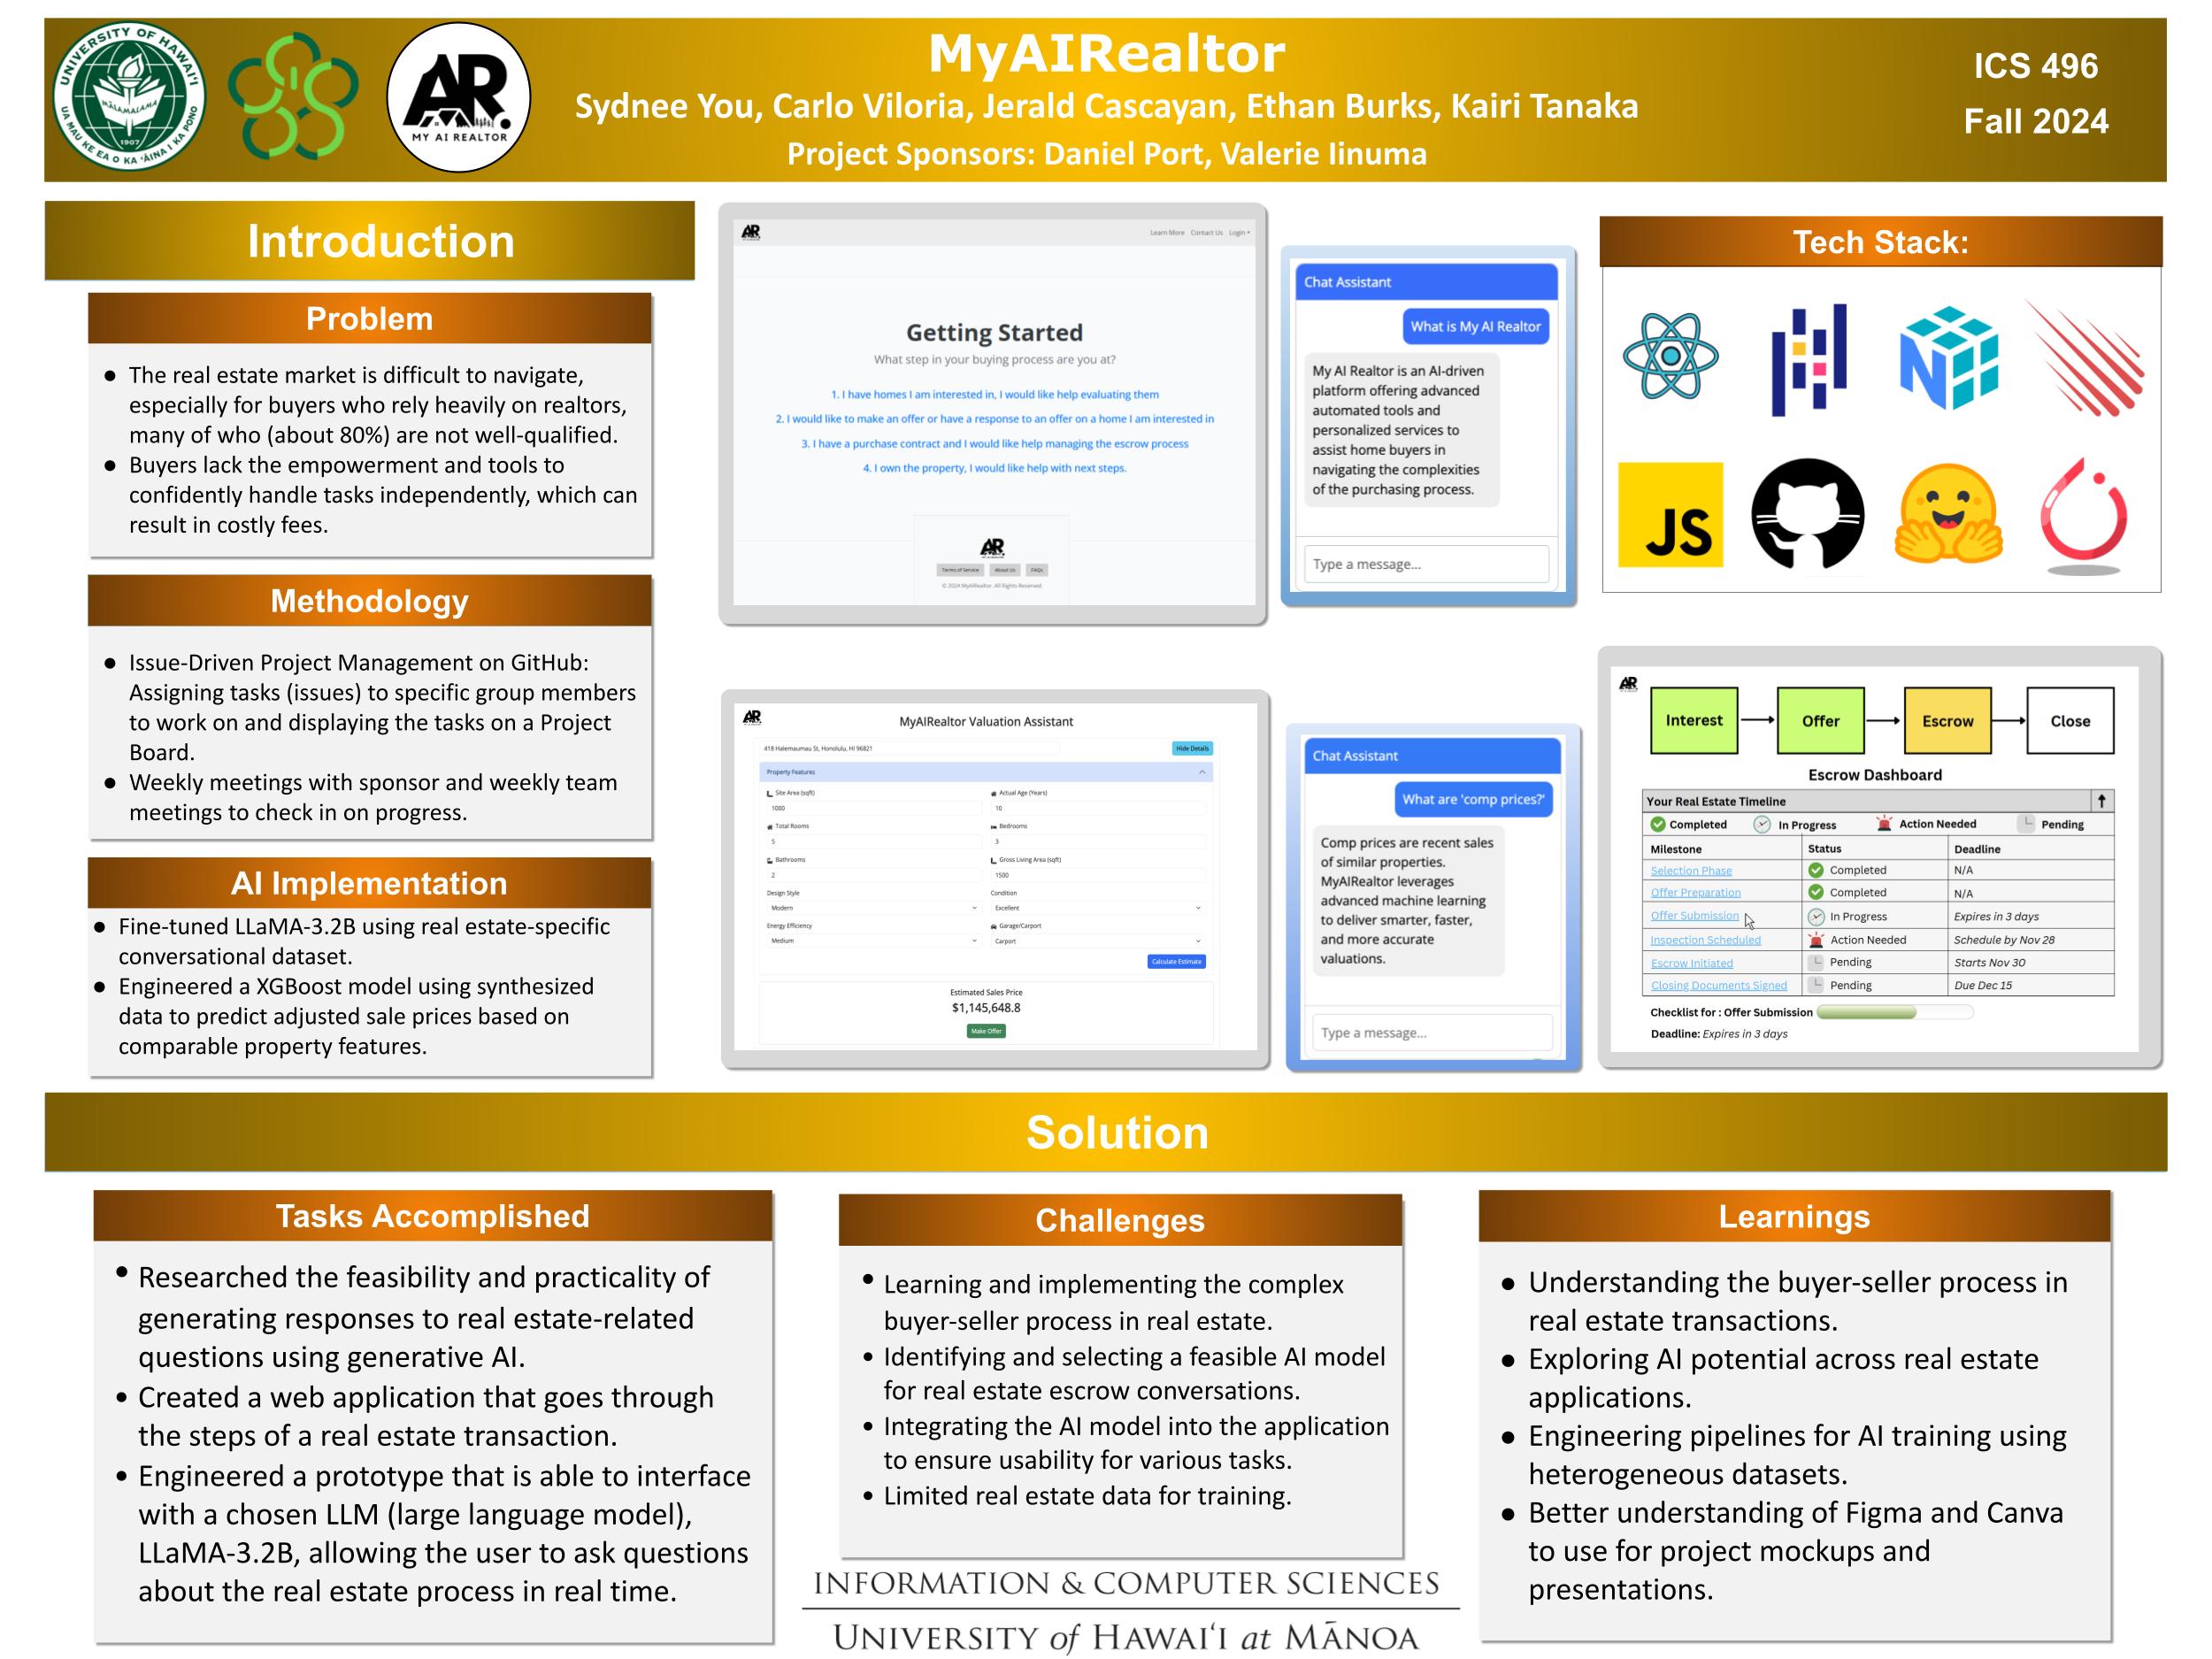 UNIVERSITY OF HAWAI'I
MĀLAMALAMA
1907
UA MAU KE EA O KA 'ĀINA I KA PONO
AR.
MY AI REALTOR
MyAIRealtor
Sydnee You, Carlo Viloria, Jerald Cascayan, Ethan Burks, Kairi Tanaka
Project Sponsors: Daniel Port, Valerie Iinuma
ICS 496
Fall 2024
Introduction
Problem
● The real estate market is difficult to navigate,
especially for buyers who rely heavily on realtors,
many of who (about 80%) are not well-qualified.
● Buyers lack the empowerment and tools to
confidently handle tasks independently, which can
result in costly fees.
Methodology
● Issue-Driven Project Management on GitHub:
Assigning tasks (issues) to specific group members
to work on and displaying the tasks on a Project
Board.
● Weekly meetings with sponsor and weekly team
meetings to check in on progress.
AI Implementation
● Fine-tuned LLaMA-3.2B using real estate-specific
conversational dataset.
● Engineered a XGBoost model using synthesized
data to predict adjusted sale prices based on
comparable property features.
AR
Learn More Contact Us Login
Getting Started
What step in your buying process are you at?
1. I have homes I am interested in, I would like help evaluating them
2. I would like to make an offer or have a response to an offer on a home I am interested in
3. I have a purchase contract and I would like help managing the escrow process
4. I own the property, I would like help with next steps.
AR
Terms of Service About Us FAQs
© 2024 MyAIRealtor. All Rights Reserved.
Chat Assistant
What is My AI Realtor
My AI Realtor is an AI-driven
platform offering advanced
automated tools and
personalized services to
assist home buyers in
navigating the complexities
of the purchasing process.
Type a message...
Tech Stack:
N
JS
AR
MyAIRealtor Valuation Assistant
418 Halemaumau St, Honolulu, HI 96821
Hide Details
Property Features
Site Area (sqft) Actual Age (Years)
1000 10
Total Rooms Bedrooms
5 3
Bathrooms Gross Living Area (sqft)
2 1500
Design Style Condition
Modern Excellent
Energy Efficiency Garage/Carport
Medium Carport
Calculate Estimate
Estimated Sales Price
$1,145,648.8
Make Offer
Chat Assistant
What are 'comp prices?'
Comp prices are recent sales
of similar properties.
MyAIRealtor leverages
advanced machine learning
to deliver smarter, faster,
and more accurate
valuations.
Type a message...
AR
Interest Offer Escrow Close
Escrow Dashboard
Your Real Estate Timeline
Completed In Progress Action Needed Pending
Milestone Status Deadline
Selection Phase Completed N/A
Offer Preparation Completed N/A
Offer Submission In Progress Expires in 3 days
Inspection Scheduled Action Needed Schedule by Nov 28
Escrow Initiated Pending Starts Nov 30
Closing Documents Signed Pending Due Dec 15
Checklist for : Offer Submission
Deadline: Expires in 3 days
Solution
Tasks Accomplished
• Researched the feasibility and practicality of
generating responses to real estate-related
questions using generative AI.
• Created a web application that goes through
the steps of a real estate transaction.
• Engineered a prototype that is able to interface
with a chosen LLM (large language model),
LLaMA-3.2B, allowing the user to ask questions
about the real estate process in real time.
Challenges
• Learning and implementing the complex
buyer-seller process in real estate.
• Identifying and selecting a feasible AI model
for real estate escrow conversations.
• Integrating the AI model into the application
to ensure usability for various tasks.
• Limited real estate data for training.
Learnings
● Understanding the buyer-seller process in
real estate transactions.
● Exploring AI potential across real estate
applications.
● Engineering pipelines for AI training using
heterogeneous datasets.
● Better understanding of Figma and Canva
to use for project mockups and
presentations.
INFORMATION & COMPUTER SCIENCES
UNIVERSITY of HAWAI'I at MĀNOA